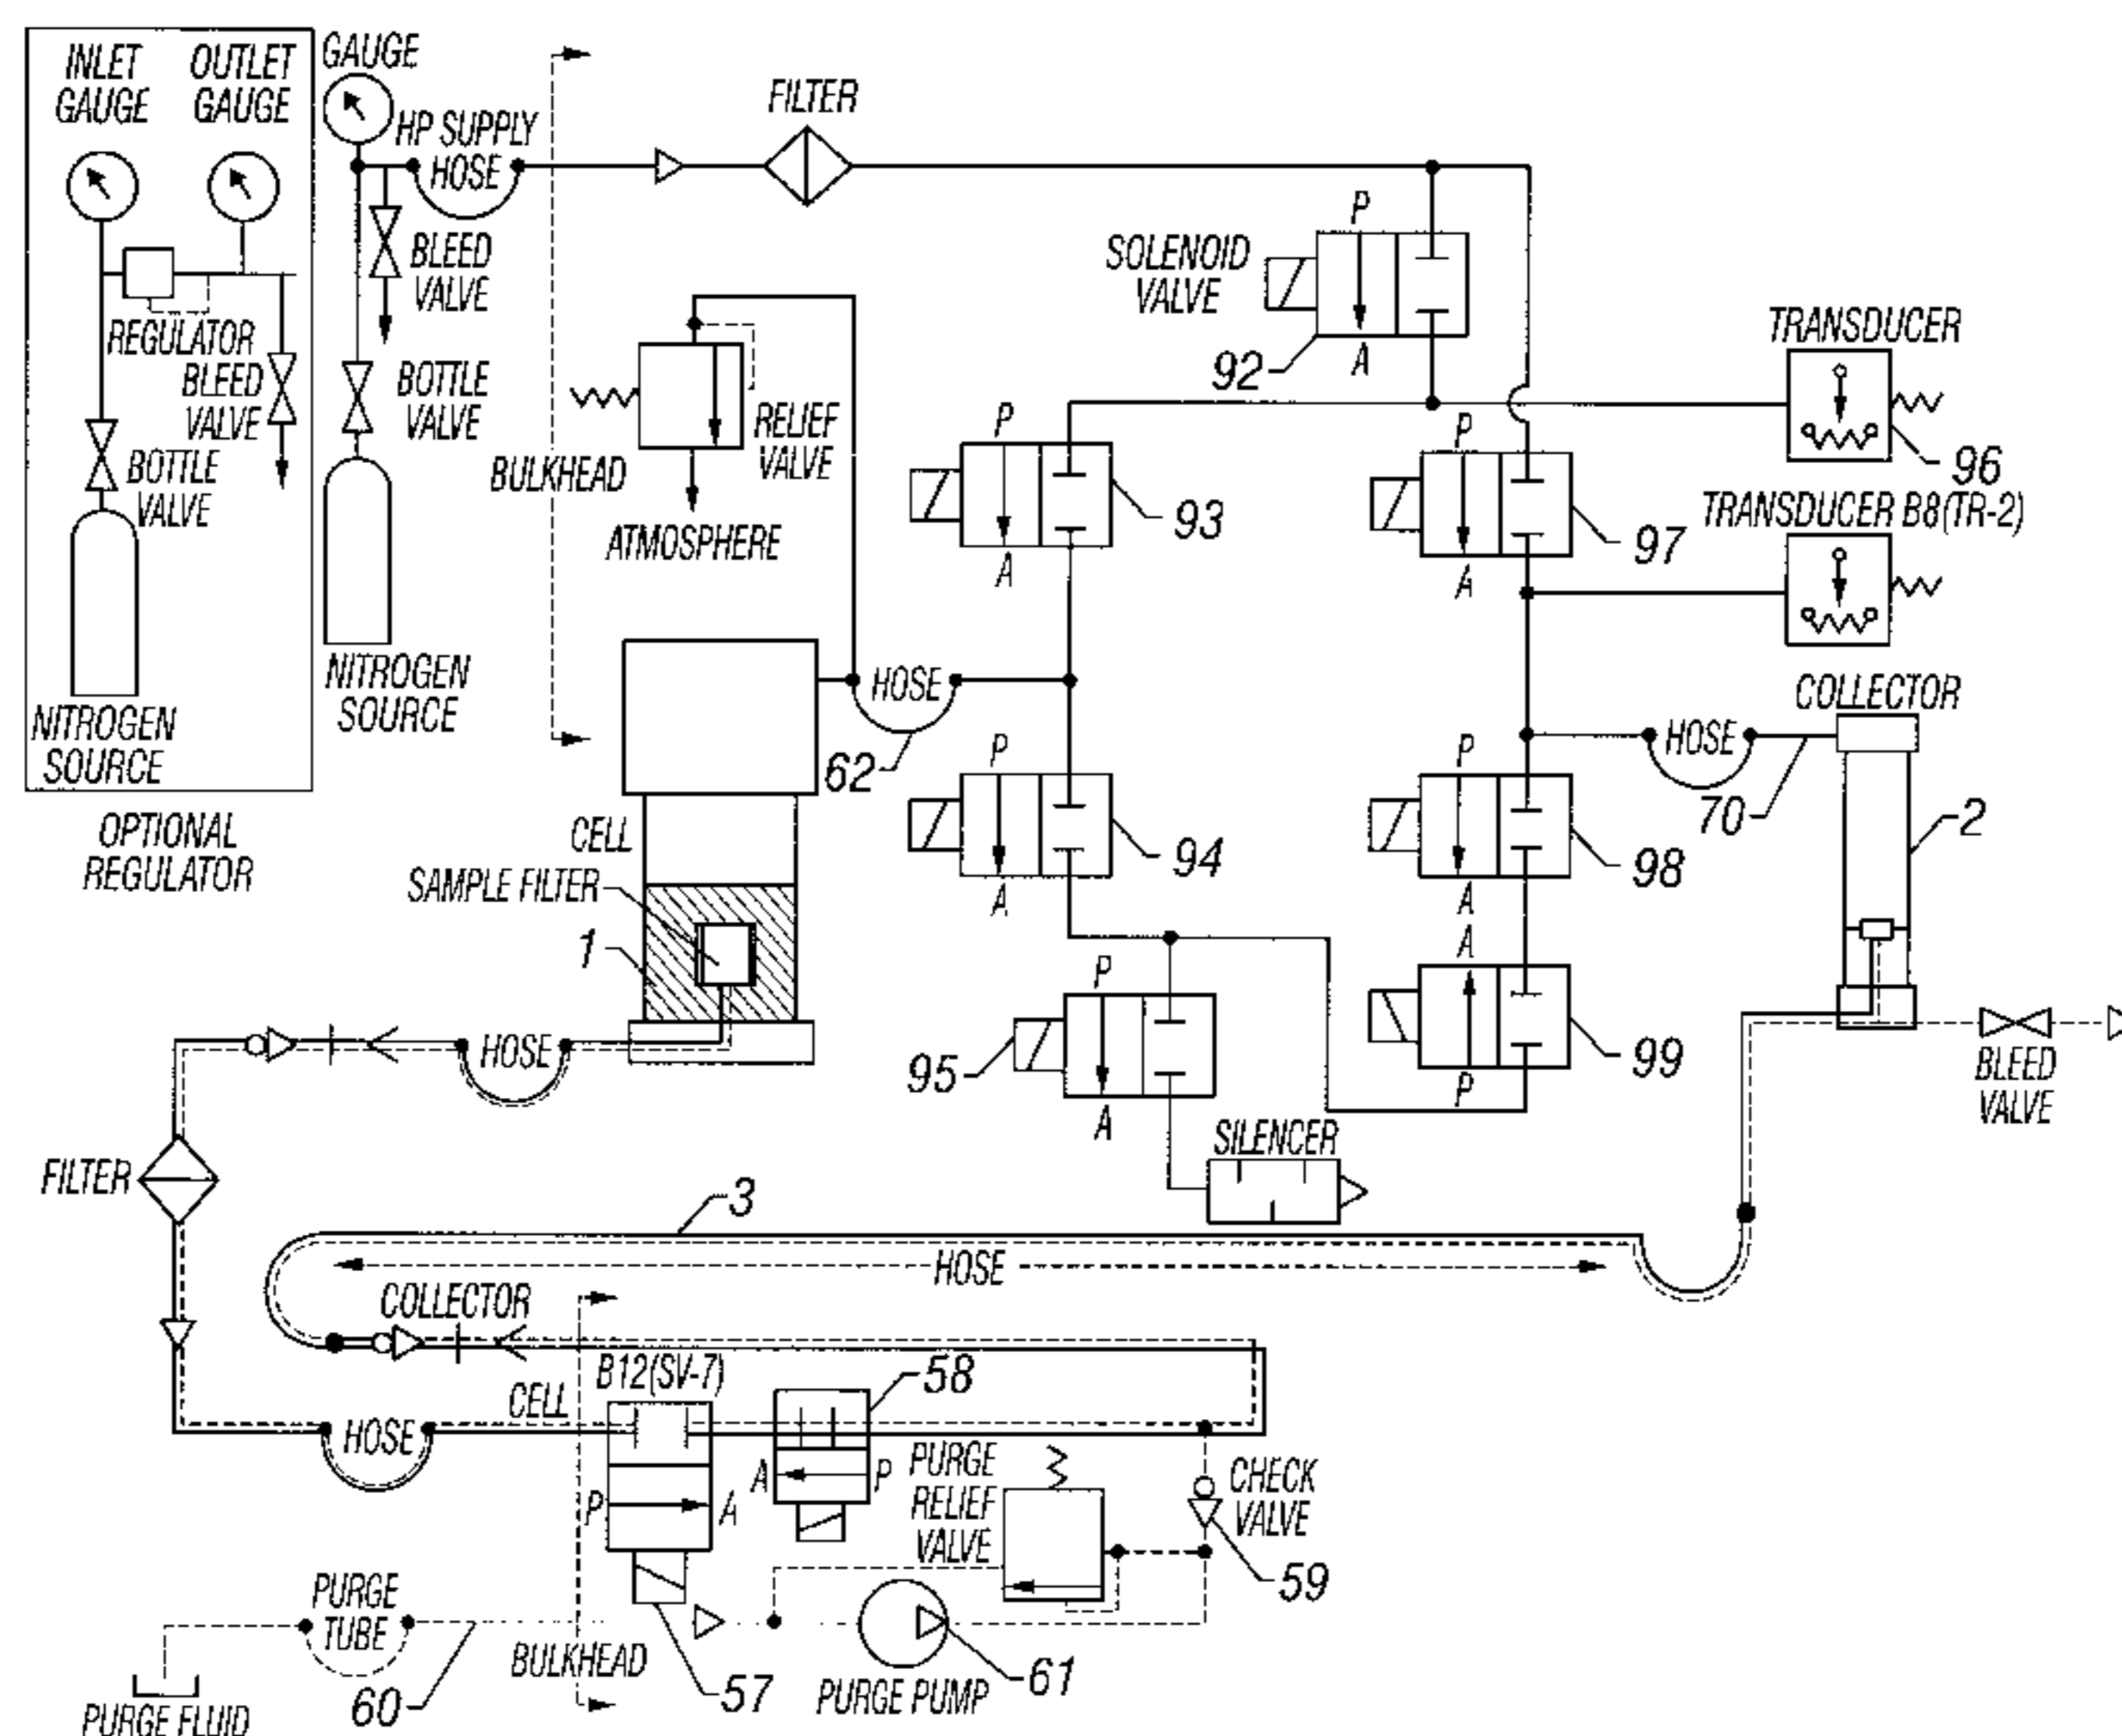 INLET
GAUGE
OUTLET
GAUGE
GAUGE
HP SUPPLY
HOSE
FILTER
BLEED
VALVE
REGULATOR
BLEED
VALVE
BOTTLE
VALVE
BOTTLE
VALVE
NITROGEN
SOURCE
NITROGEN
SOURCE
OPTIONAL
REGULATOR
BULKHEAD
RELIEF
VALVE
ATMOSPHERE
SOLENOID
VALVE
P
A
92
TRANSDUCER
96
P
A
93
P
A
97
TRANSDUCER B8(TR-2)
HOSE
62
COLLECTOR
HOSE
70
2
CELL
SAMPLE FILTER
1
P
A
94
P
A
98
A
P
99
P
A
95
SILENCER
BLEED
VALVE
HOSE
FILTER
3
HOSE
COLLECTOR
B12(SV-7)
58
CELL
HOSE
P
A
A
P
PURGE
RELIEF
VALVE
CHECK
VALVE
59
PURGE
TUBE
BULKHEAD
57
PURGE PUMP
61
60
PURGE FLUID